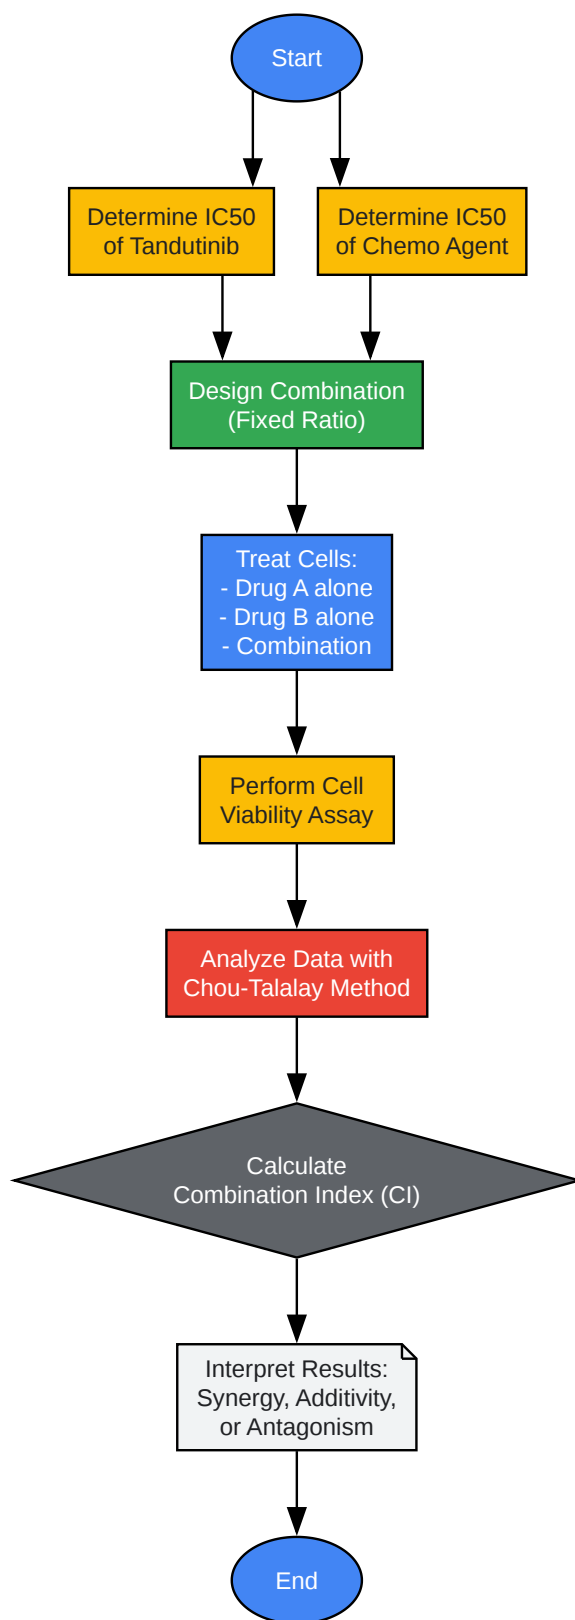 Start
Determine IC50
of Tandutinib
Determine IC50
of Chemo Agent
Design Combination
(Fixed Ratio)
Treat Cells:
- Drug A alone
- Drug B alone
- Combination
Perform Cell
Viability Assay
Analyze Data with
Chou-Talalay Method
Calculate
Combination Index (CI)
Interpret Results:
Synergy, Additivity,
or Antagonism
End